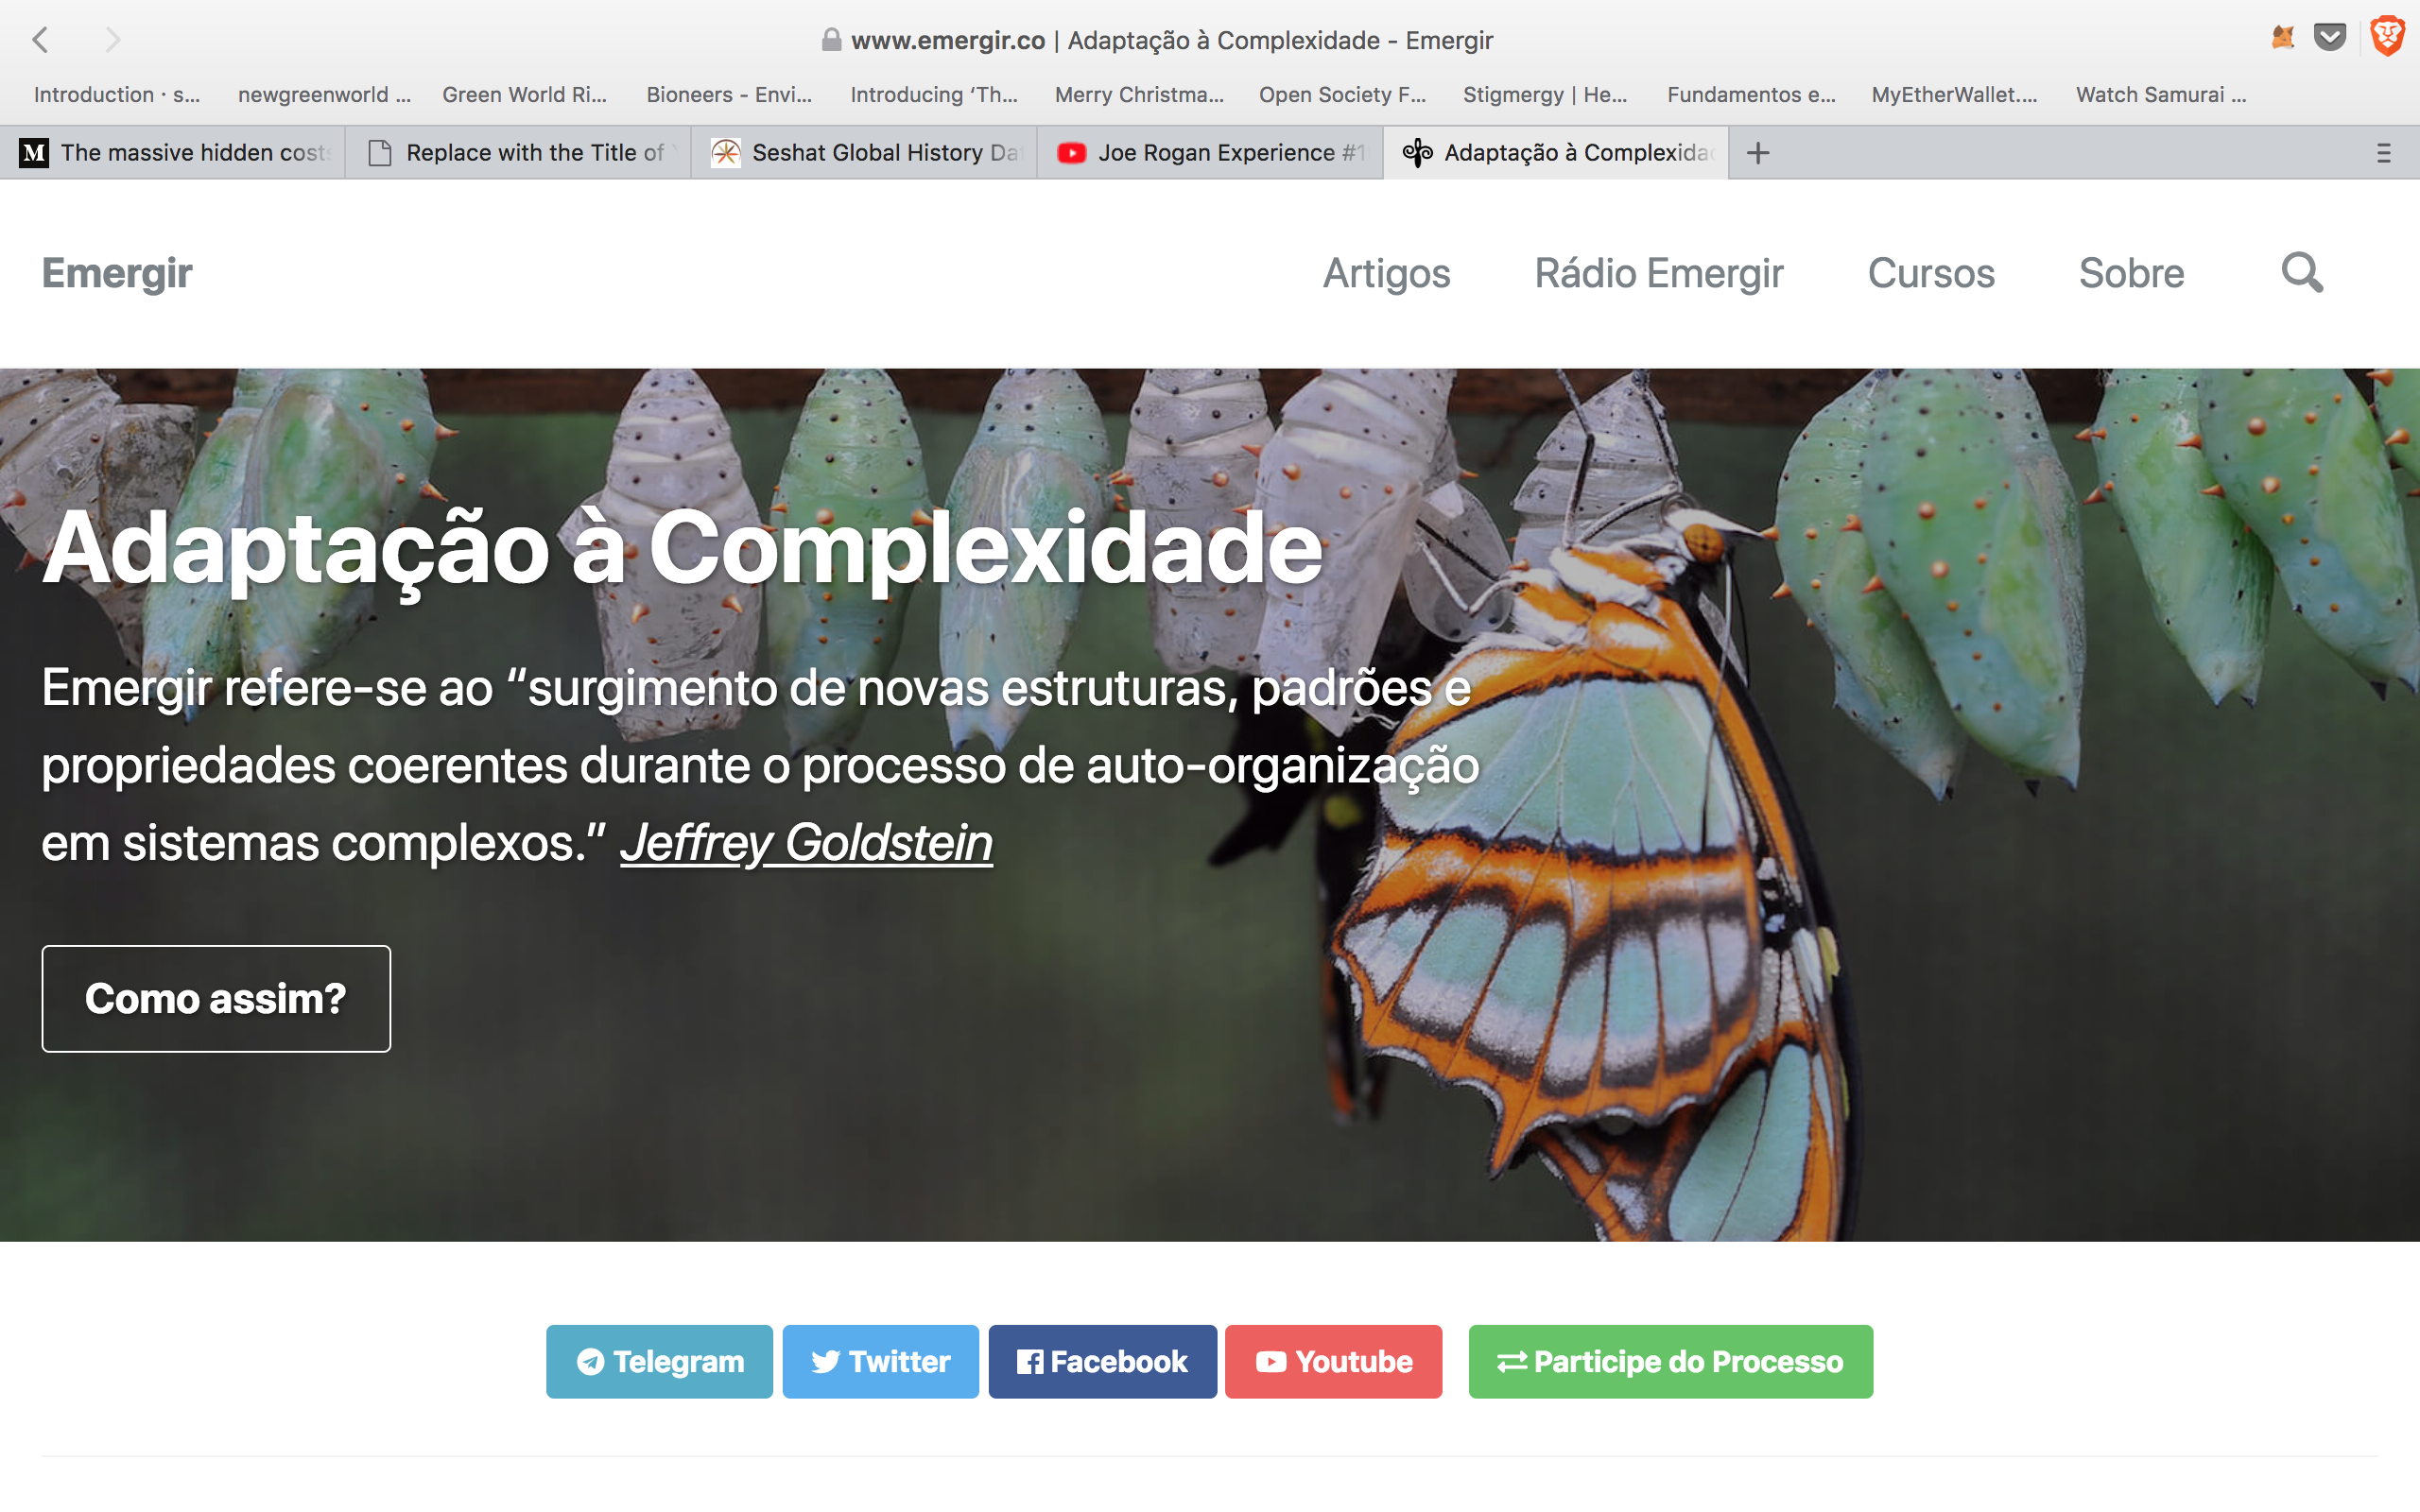 www.emergir.co | Adaptação à Complexidade - Emergir
Introduction · s... newgreenworld ... Green World Ri... Bioneers - Envi... Introducing ‘Th... Merry Christma... Open Society F... Stigmergy | He... Fundamentos e... MyEtherWallet.... Watch Samurai ...
M The massive hidden costs Replace with the Title of Seshat Global History Da Joe Rogan Experience #1 Adaptação à Complexida
Emergir Artigos Rádio Emergir Cursos Sobre
Adaptação à Complexidade
Emergir refere-se ao “surgimento de novas estruturas, padrões e
propriedades coerentes durante o processo de auto-organização
em sistemas complexos.” Jeffrey Goldstein
Como assim?
Telegram Twitter Facebook Youtube Participe do Processo